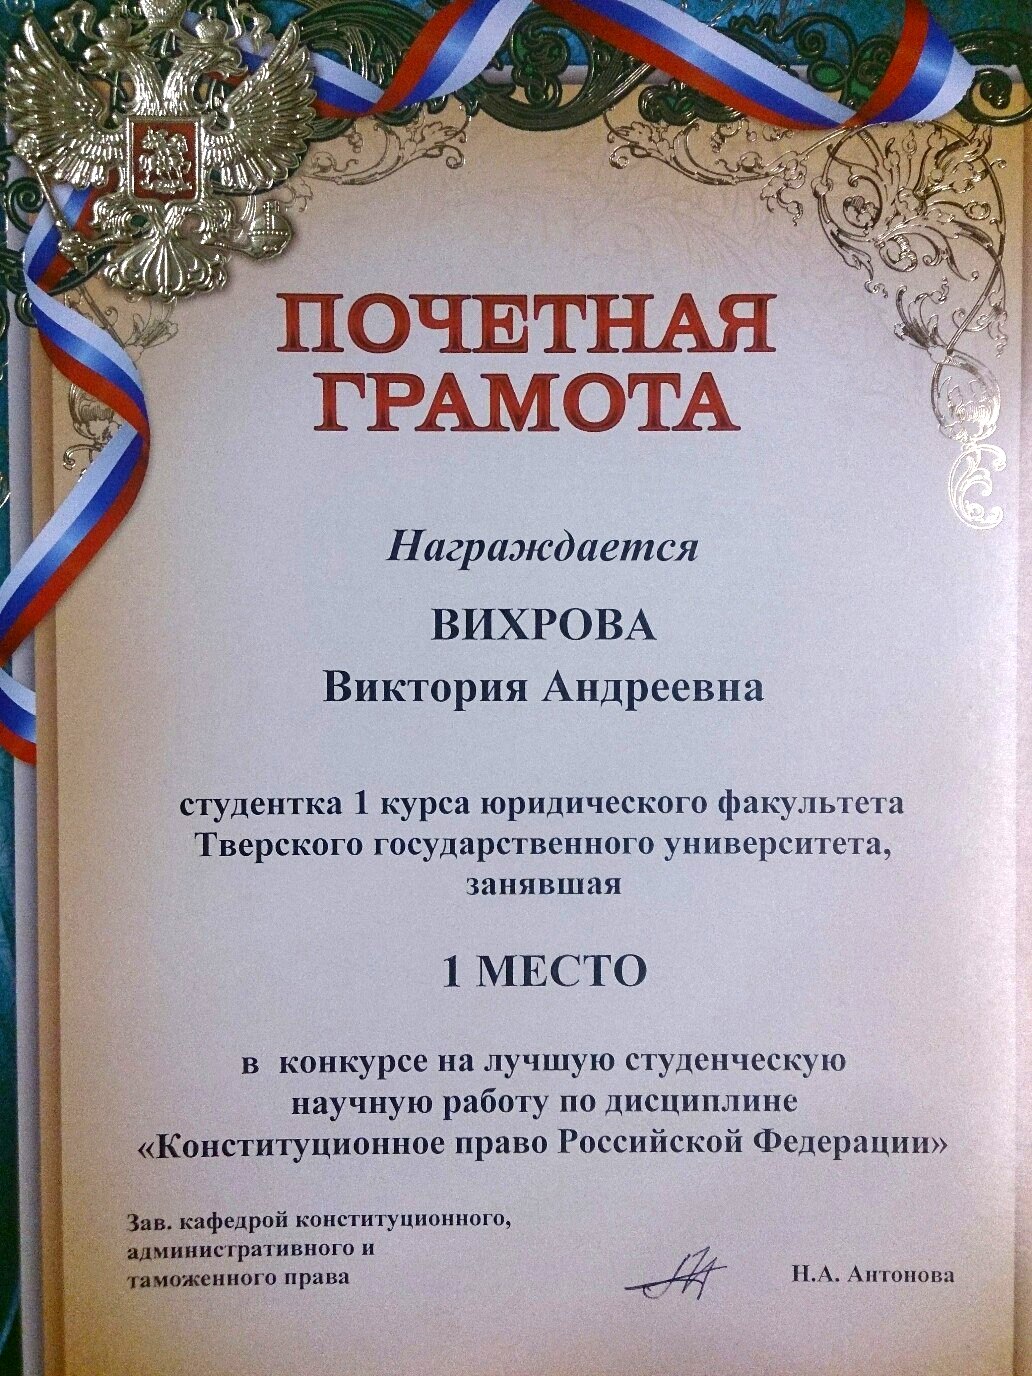 ПОЧЕТНАЯ
ГРАМОТА
Награждается
ВИХРОВА
Виктория Андреевна
студентка 1 курса юридического факультета
Тверского государственного университета,
занявшая
1 МЕСТО
в конкурсе на лучшую студенческую
научную работу по дисциплине
«Конституционное право Российской Федерации»
Зав. кафедрой конституционного,
административного и
таможенного права
Н.А. Антонова